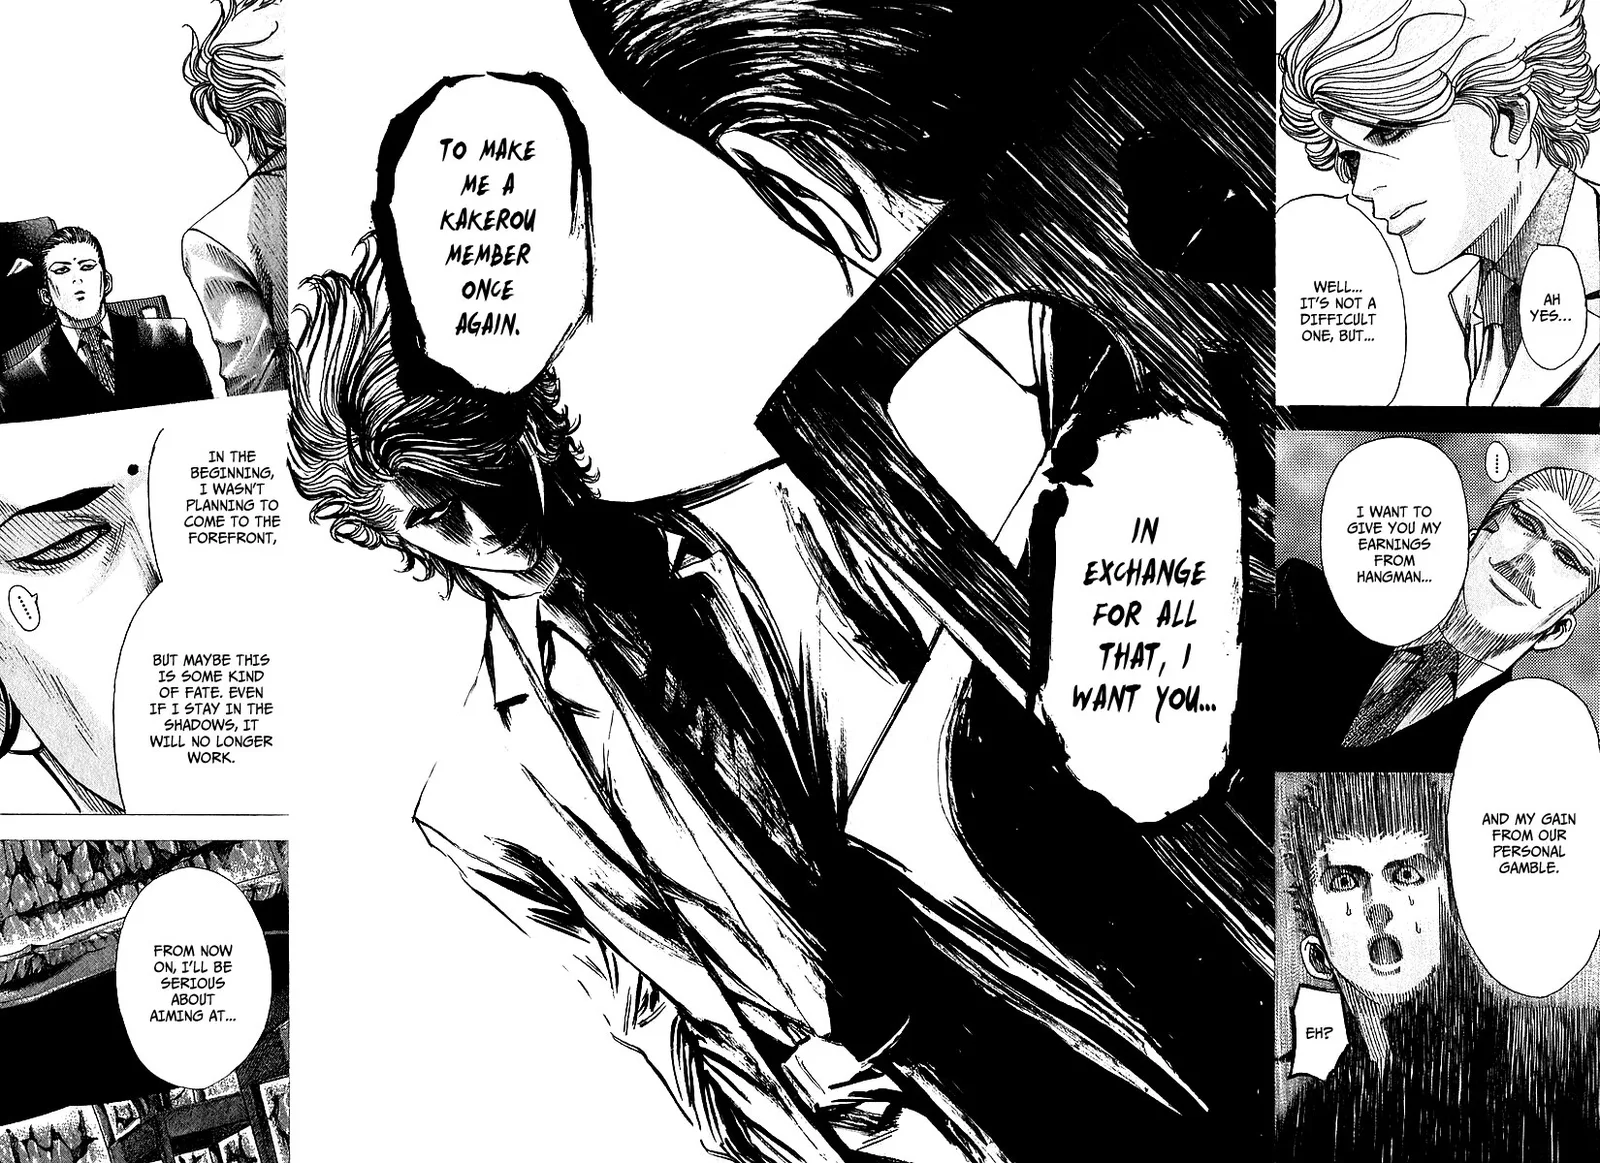 AH
YES...
WELL...
IT'S NOT A
DIFFICULT
ONE, BUT...
......
I WANT TO
GIVE YOU MY
EARNINGS
FROM
HANGMAN...
AND MY GAIN
FROM OUR
PERSONAL
GAMBLE.
EH?
IN
EXCHANGE
FOR ALL
THAT, I
WANT YOU...
TO MAKE
ME A
KAKEROU
MEMBER
ONCE
AGAIN.
IN THE
BEGINNING,
I WASN'T
PLANNING TO
COME TO THE
FOREFRONT,
......
BUT MAYBE THIS
IS SOME KIND
OF FATE. EVEN
IF I STAY IN THE
SHADOWS, IT
WILL NO LONGER
WORK.
FROM NOW
ON, I'LL BE
SERIOUS
ABOUT
AIMING AT...